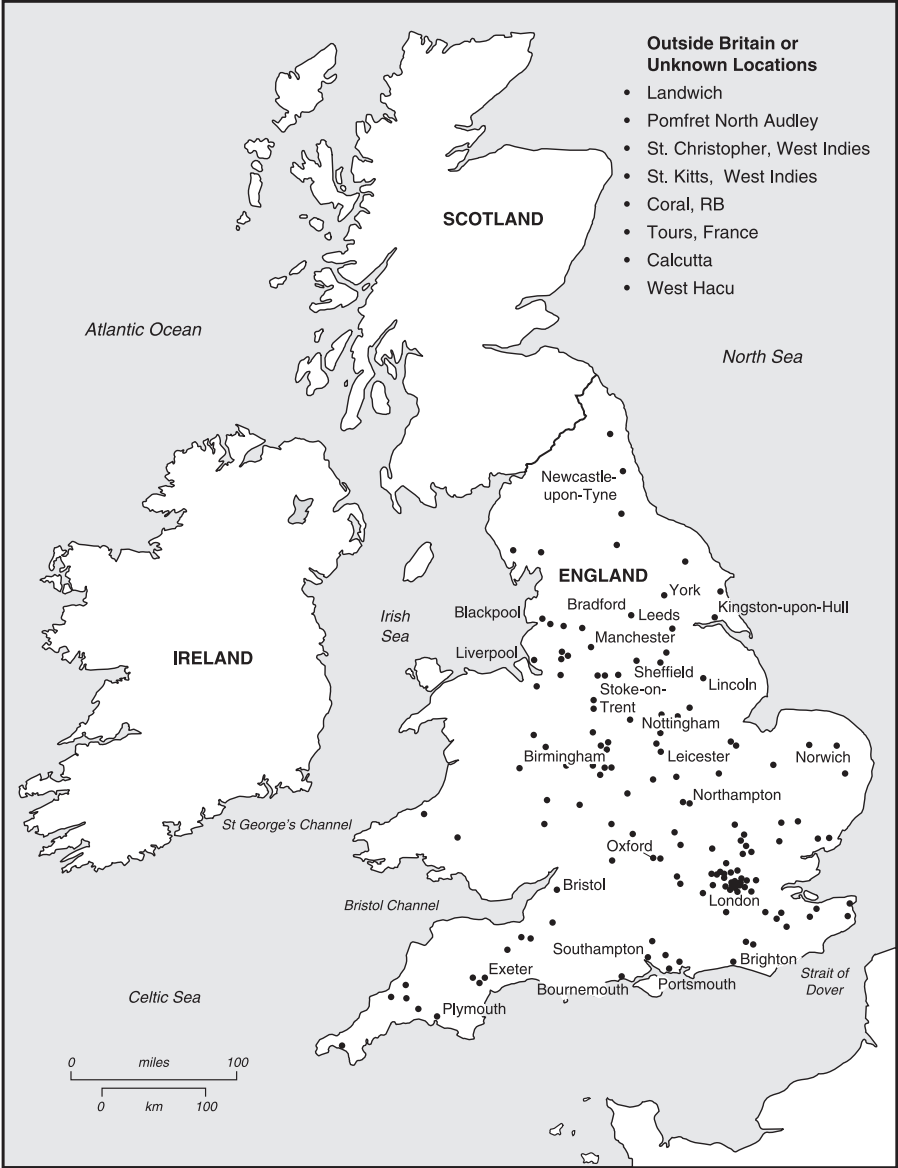 Outside Britain or
Unknown Locations
• Landwich
• Pomfret North Audley
• St. Christopher, West Indies
• St. Kitts, West Indies
• Coral, RB
• Tours, France
• Calcutta
• West Hacu
SCOTLAND
Atlantic Ocean
North Sea
Newcastle-
upon-Tyne
ENGLAND
York
Bradford
Leeds
Kingston-upon-Hull
Blackpool
Irish
Sea
Manchester
Liverpool
IRELAND
Sheffield
Lincoln
Stoke-on-
Trent
Nottingham
Birmingham
Leicester
Norwich
Northampton
St George's Channel
Oxford
Bristol
London
Bristol Channel
Southampton
Brighton
Exeter
Bournemouth
Portsmouth
Strait of
Dover
Celtic Sea
Plymouth
0 miles 100
0 km 100